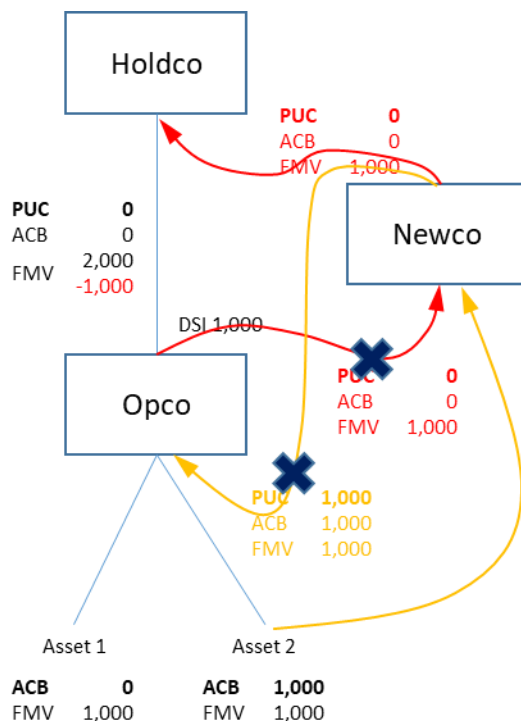 Holdco
PUC 0
ACB 0
FMV 1,000
PUC 0
ACB 0
FMV 2,000
-1,000
Newco
DSI 1,000
PUC 0
ACB 0
FMV 1,000
Opco
PUC 1,000
ACB 1,000
FMV 1,000
Asset 1
Asset 2
ACB 0
FMV 1,000
ACB 1,000
FMV 1,000